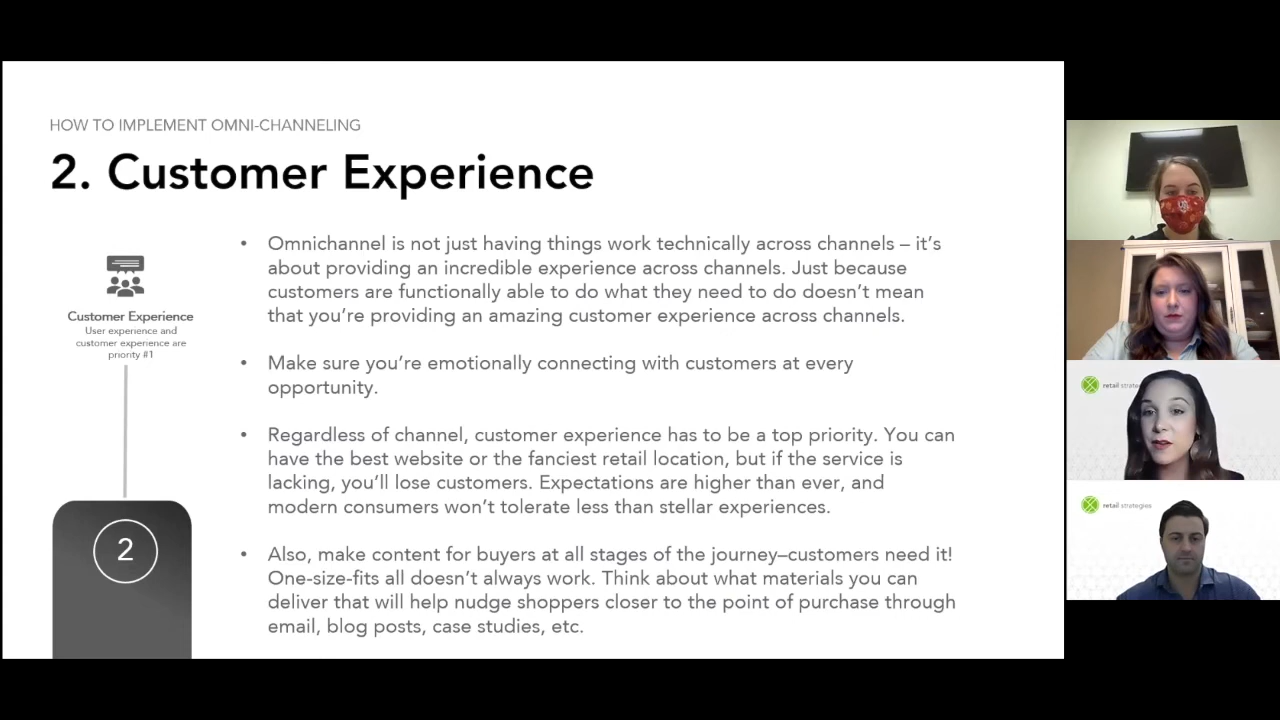 HOW TO IMPLEMENT OMNI-CHANNELING
2. Customer Experience
Customer Experience
User experience and
customer experience are
priority #1
2
• Omnichannel is not just having things work technically across channels – it’s
about providing an incredible experience across channels. Just because
customers are functionally able to do what they need to do doesn’t mean
that you’re providing an amazing customer experience across channels.
• Make sure you’re emotionally connecting with customers at every
opportunity.
• Regardless of channel, customer experience has to be a top priority. You can
have the best website or the fanciest retail location, but if the service is
lacking, you’ll lose customers. Expectations are higher than ever, and
modern consumers won’t tolerate less than stellar experiences.
• Also, make content for buyers at all stages of the journey–customers need it!
One-size-fits all doesn’t always work. Think about what materials you can
deliver that will help nudge shoppers closer to the point of purchase through
email, blog posts, case studies, etc.
retail
retail strategies